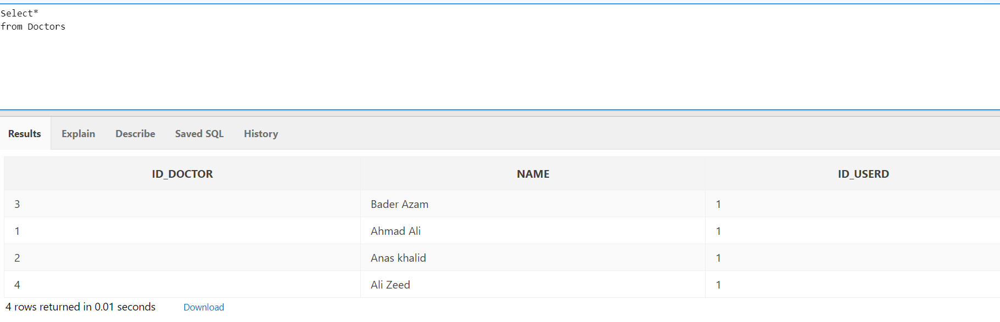 Select*
from Doctors
Results Explain Describe Saved SQL History
ID_DOCTOR NAME ID_USERD
3 Bader Azam 1
1 Ahmad Ali 1
2 Anas khalid 1
4 Ali Zeed 1
4 rows returned in 0.01 seconds Download